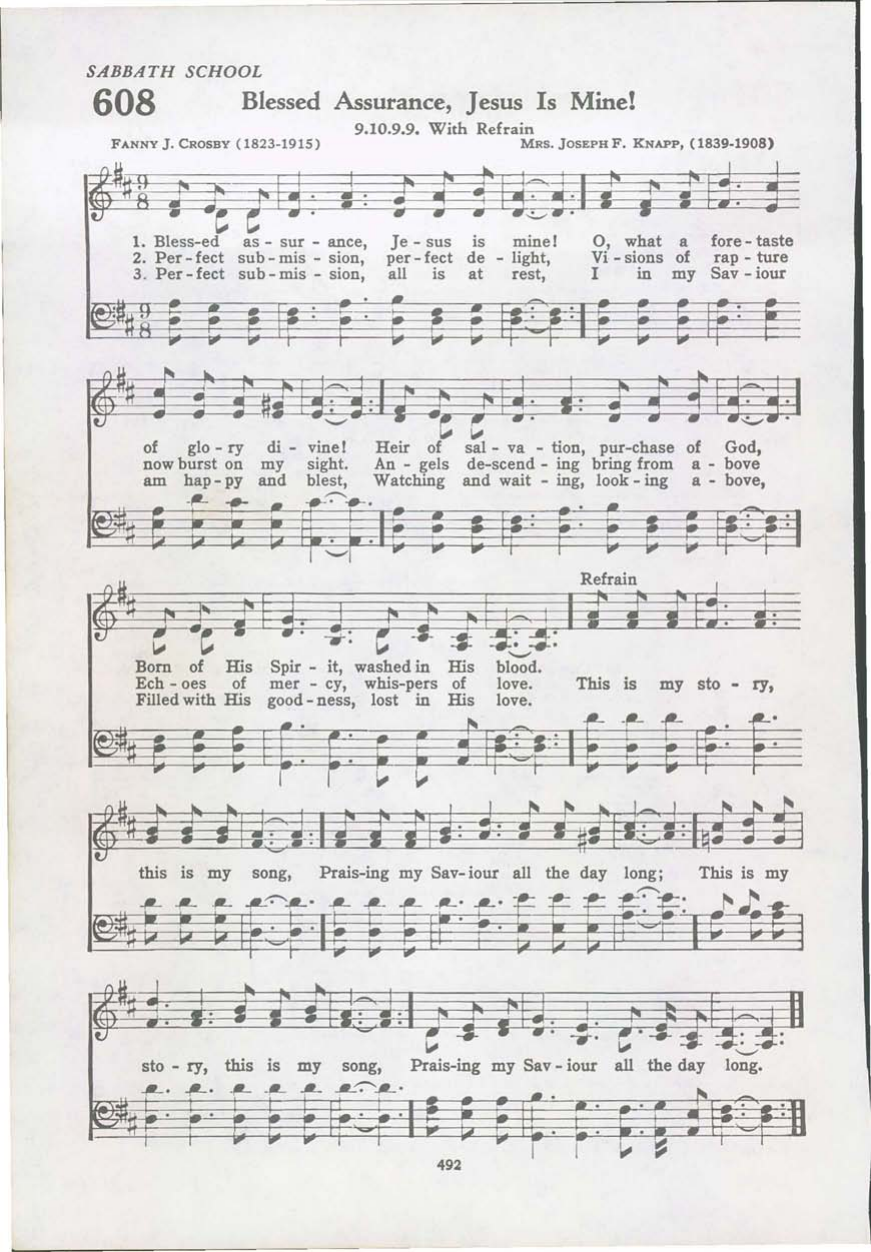 SABBATH SCHOOL
608 Blessed Assurance, Jesus Is Mine!
9.10.9.9. With Refrain
FANNY J. CROSBY (1823-1915) MRS. JOSEPH F. KNAPP, (1839-1908)
9
8
1. Bless-ed as - sur - ance, Je - sus is mine! O, what a fore - taste
2. Per - fect sub - mis - sion, per - fect de - light, Vi - sions of rap - ture
3. Per - fect sub - mis - sion, all is at rest, I in my Sav - iour
9
8
of glo - ry di - vine! Heir of sal - va - tion, pur-chase of God,
now burst on my sight. An - gels de-scend - ing bring from a - bove
am hap - py and blest, Watching and wait - ing, look - ing a - bove,
Refrain
Born of His Spir - it, washed in His blood.
Ech - oes of mer - cy, whis-pers of love. This is my sto - ry,
Filled with His good - ness, lost in His love.
this is my song, Prais-ing my Sav-iour all the day long; This is my
sto - ry, this is my song, Prais-ing my Sav - iour all the day long.
492